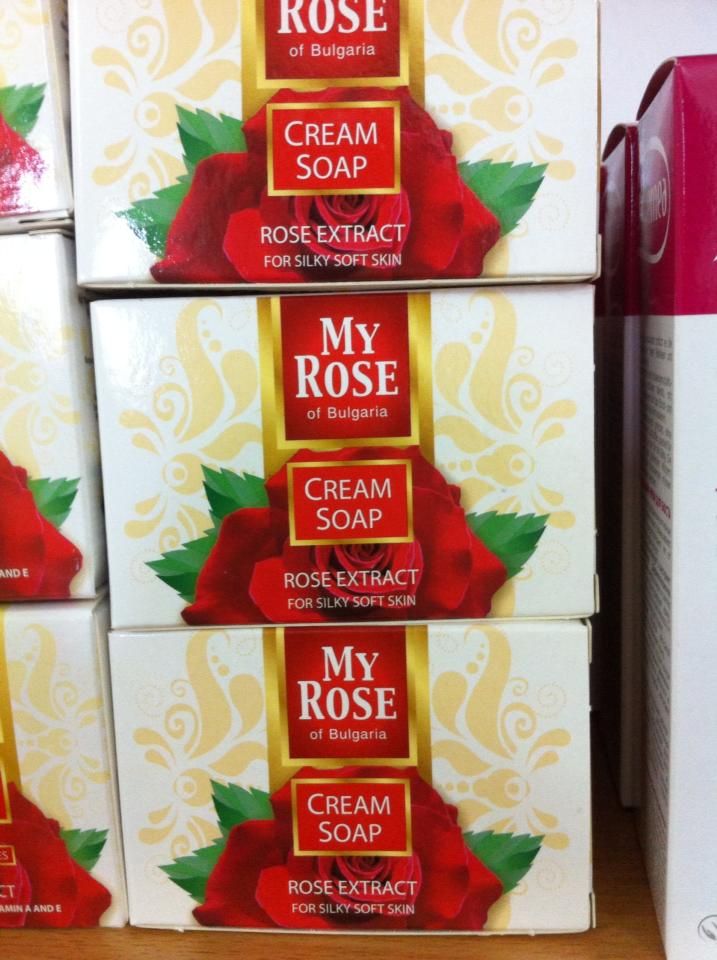 ROSE
of Bulgaria
CREAM
SOAP
ROSE EXTRACT
FOR SILKY SOFT SKIN
MY
ROSE
of Bulgaria
CREAM
SOAP
ROSE EXTRACT
FOR SILKY SOFT SKIN
MY
ROSE
of Bulgaria
CREAM
SOAP
ROSE EXTRACT
FOR SILKY SOFT SKIN
AND E
A AND E